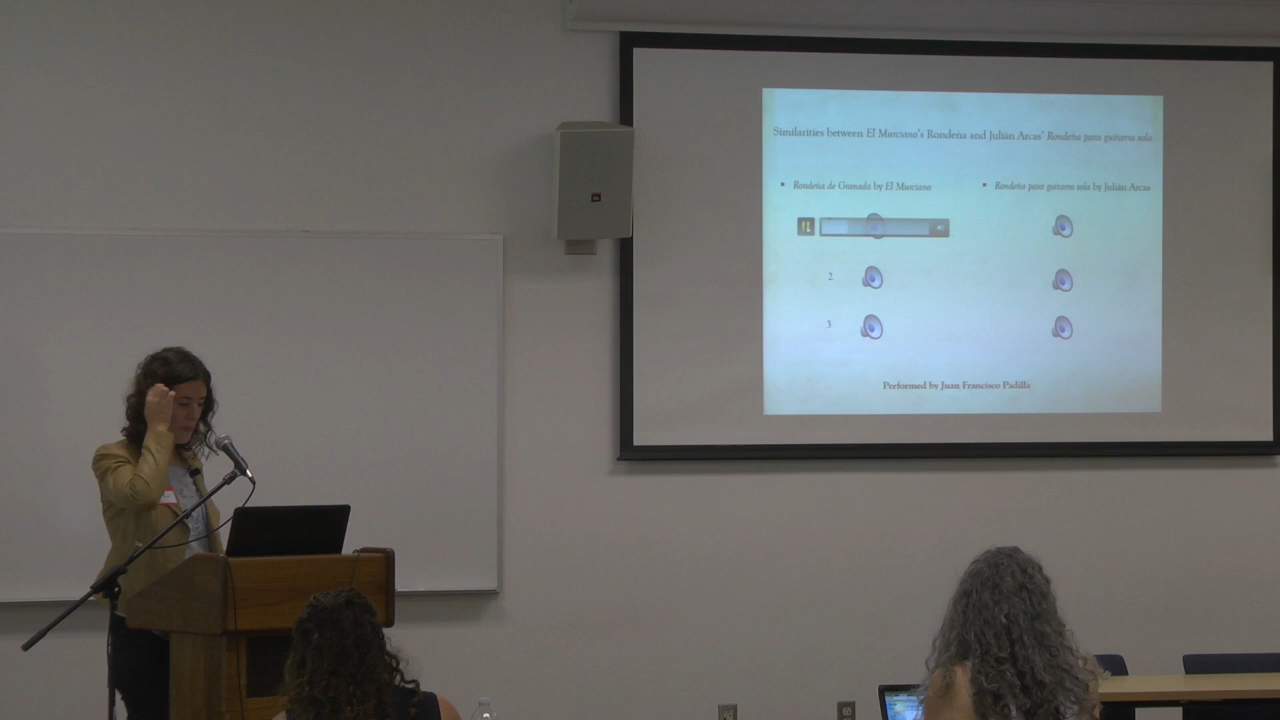 Similarities between El Murciano's Rondeña and Julián Arcas' Rondeña para guitarra sola
▪ Rondeña de Granada by El Murciano
▪ Rondeña para guitarra sola by Julián Arcas
2
3
Performed by Juan Francisco Padilla
JBL